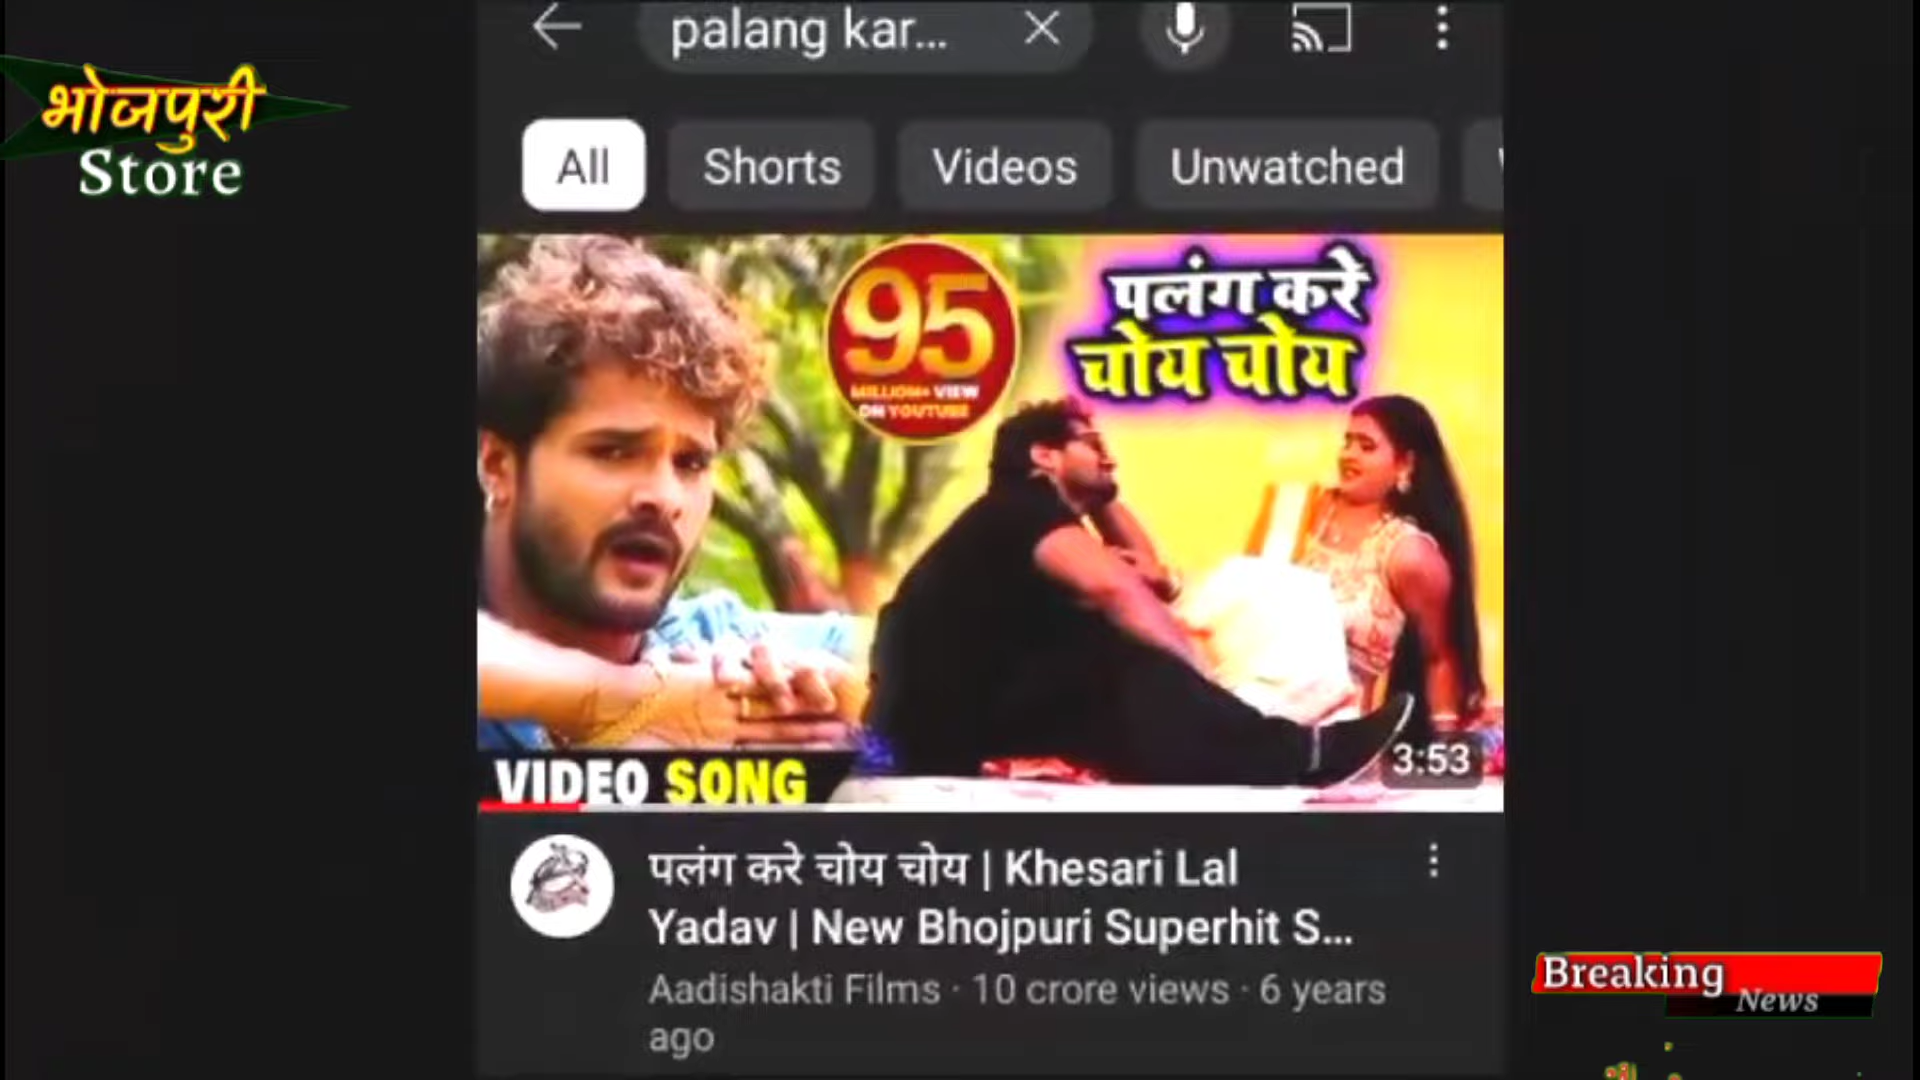 palang kar...
भोजपुरी
Store
All Shorts Videos Unwatched
95
MILLION+ VIEW
ON YOUTUBE
पलंग करे
चोय चोय
3:53
VIDEO SONG
पलंग करे चोय चोय | Khesari Lal
Yadav | New Bhojpuri Superhit S...
Aadishakti Films · 10 crore views · 6 years
ago
Breaking
News